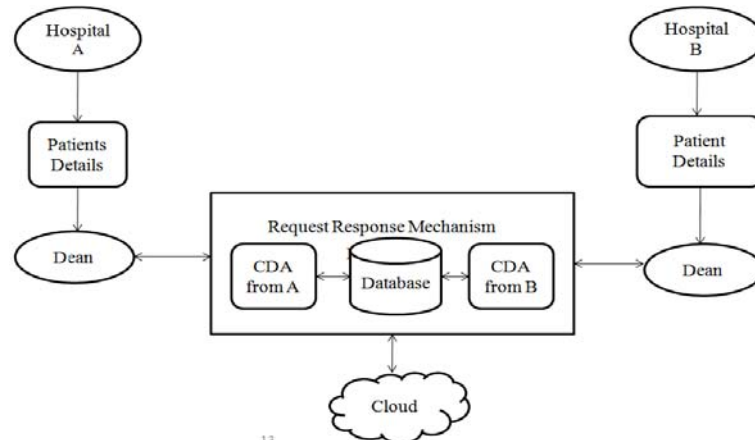 Hospital
A
Hospital
B
Patients
Details
Patient
Details
Request Response Mechanism
Dean
CDA
from A
Database
CDA
from B
Dean
Cloud